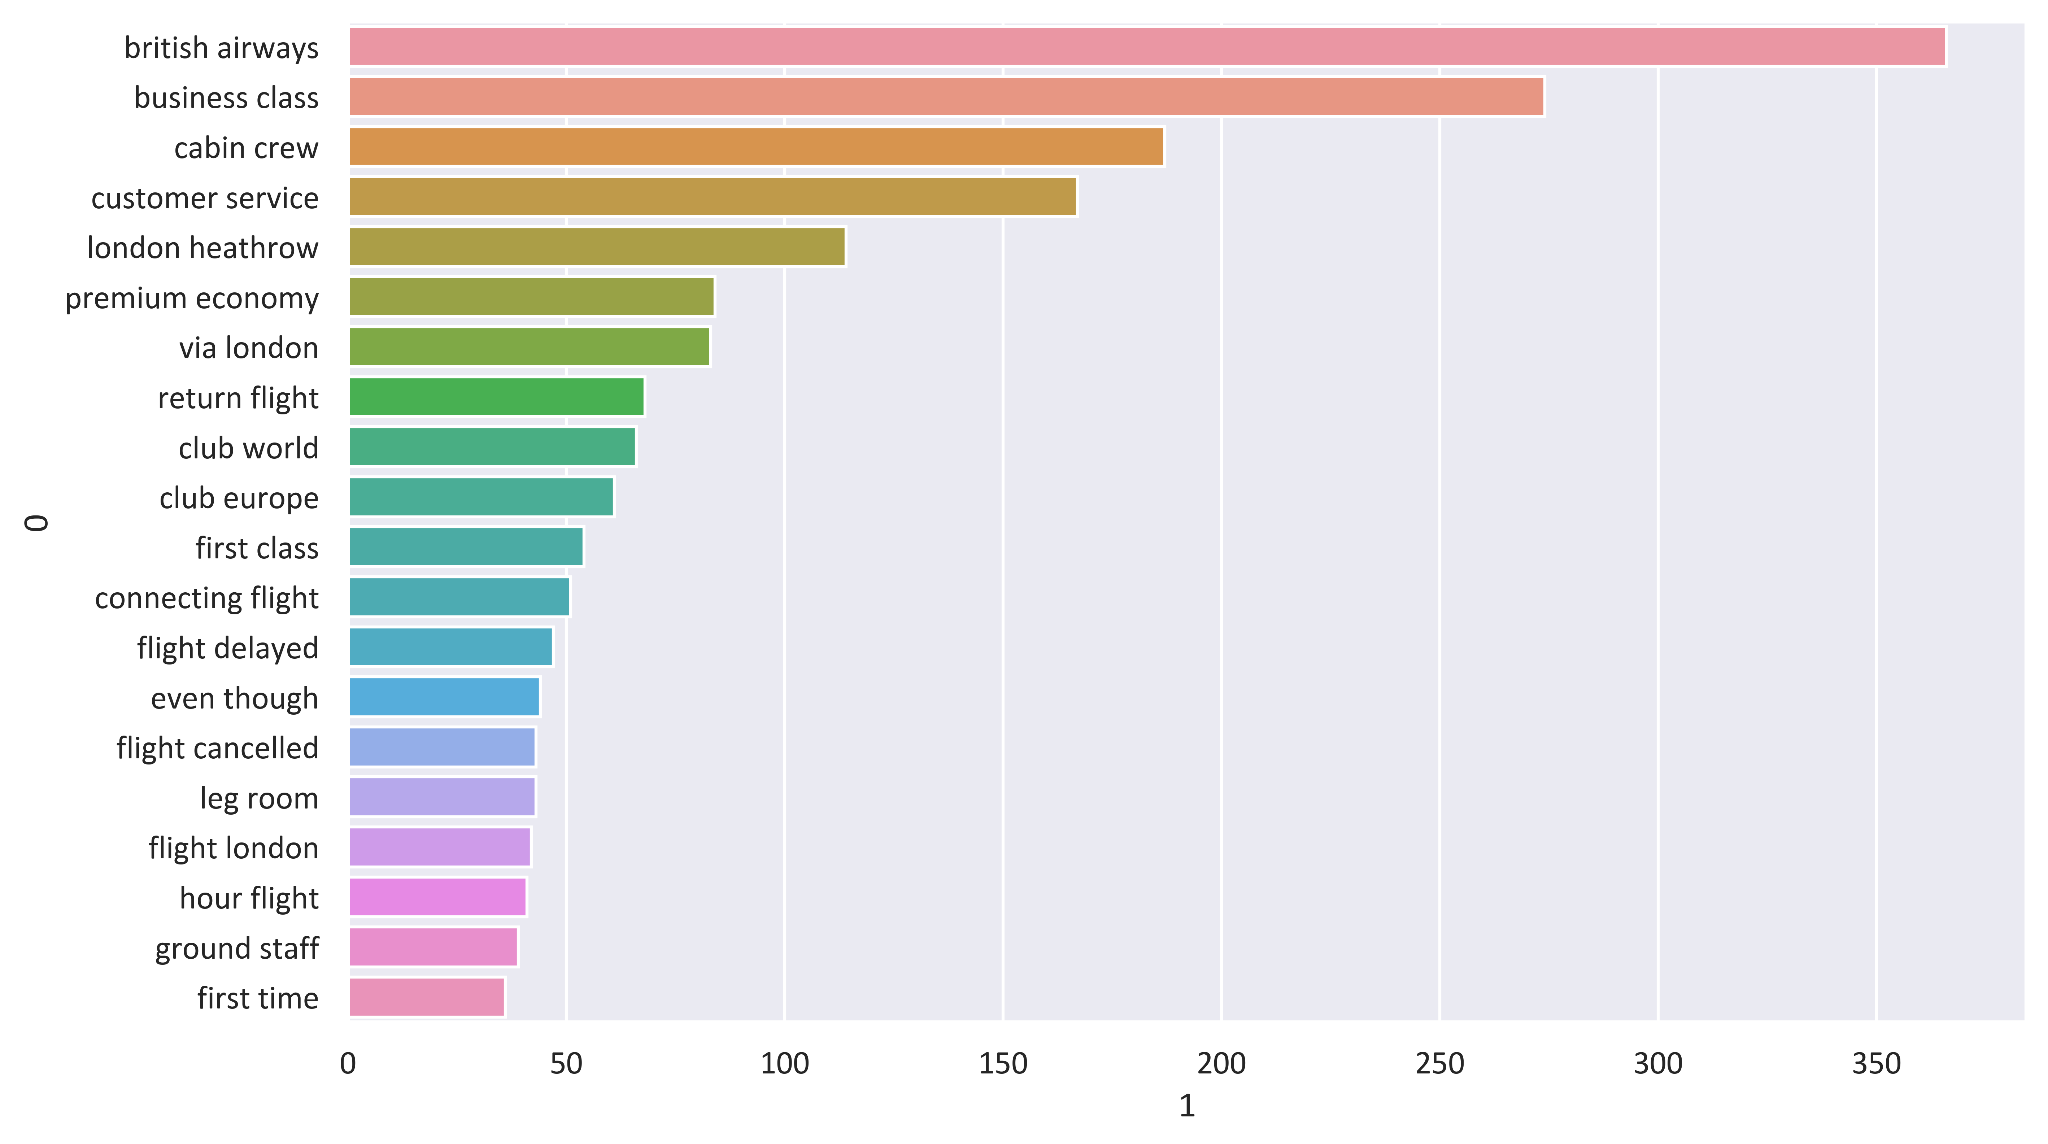 british airways
business class
cabin crew
customer service
london heathrow
premium economy
via london
return flight
club world
club europe
0
first class
connecting flight
flight delayed
even though
flight cancelled
leg room
flight london
hour flight
ground staff
first time
0 50 100 150 200 250 300 350
1